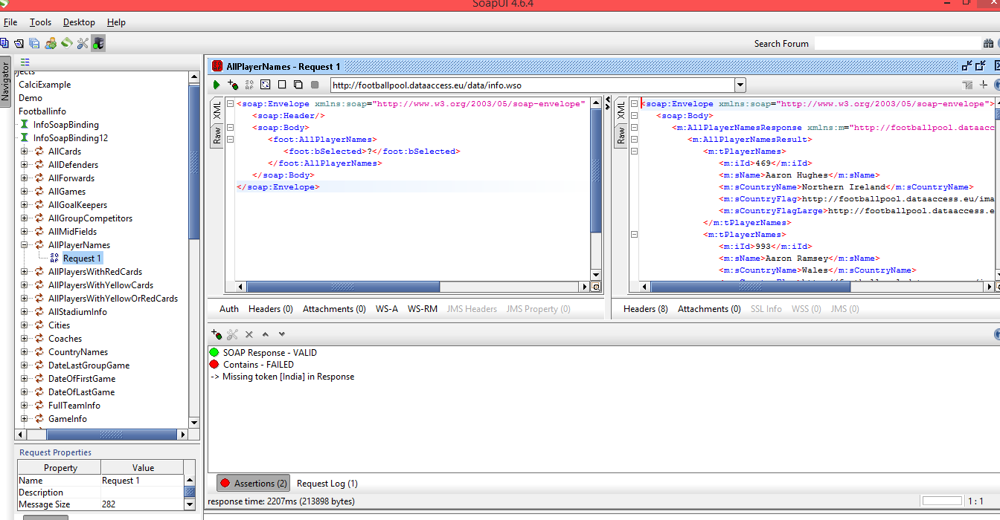 SoapUI 4.6.4
File Tools Desktop Help
Search Forum
Navigator
CalciExample
Demo
Footballinfo
InfoSoapBinding
InfoSoapBinding12
AllCards
AllDefenders
AllForwards
AllGames
AllGoalKeepers
AllGroupCompetitors
AllMidFields
AllPlayerNames
Request 1
AllPlayersWithRedCards
AllPlayersWithYellowCards
AllPlayersWithYellowOrRedCards
AllStadiumInfo
Cities
Coaches
CountryNames
DateLastGroupGame
DateOfFirstGame
DateOfLastGame
FullTeamInfo
GameInfo
Request Properties
Property Value
Name Request 1
Description
Message Size 282
AllPlayerNames - Request 1
http://footballpool.dataaccess.eu/data/info.wso
XML
Raw
<soap:Envelope xmlns:soap="http://www.w3.org/2003/05/soap-envelope"
<soap:Header/>
<soap:Body>
<foot:AllPlayerNames>
<foot:bSelected>?</foot:bSelected>
</foot:AllPlayerNames>
</soap:Body>
</soap:Envelope>
Auth Headers (0) Attachments (0) WS-A WS-RM JMS Headers JMS Property (0)
XML
Raw
<soap:Envelope xmlns:soap="http://www.w3.org/2003/05/soap-envelope">
<soap:Body>
<m:AllPlayerNamesResponse xmlns:m="http://footballpool.dataacc
<m:AllPlayerNamesResult>
<m:tPlayerNames>
<m:iId>469</m:iId>
<m:sName>Aaron Hughes</m:sName>
<m:sCountryName>Northern Ireland</m:sCountryName>
<m:sCountryFlag>http://footballpool.dataaccess.eu/ima
<m:sCountryFlagLarge>http://footballpool.dataaccess.e
</m:tPlayerNames>
<m:tPlayerNames>
<m:iId>993</m:iId>
<m:sName>Aaron Ramsey</m:sName>
<m:sCountryName>Wales</m:sCountryName>
Headers (8) Attachments (0) SSL Info WSS (0) JMS (0)
SOAP Response - VALID
Contains - FAILED
-> Missing token [India] in Response
Assertions (2) Request Log (1)
response time: 2207ms (213898 bytes)
1 : 1